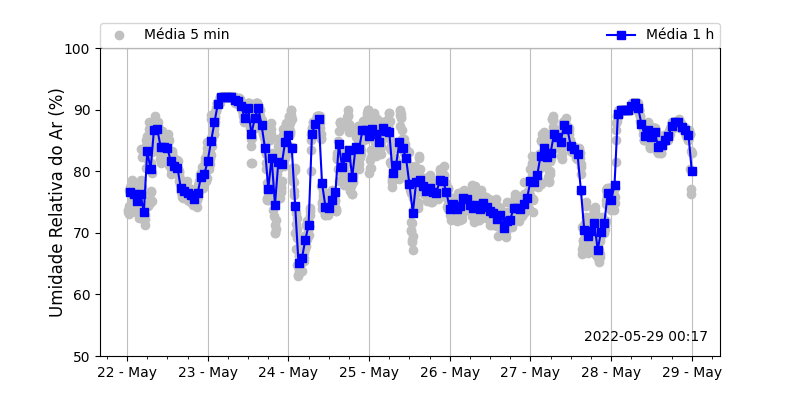 Média 5 min
Média 1 h
Umidade Relativa do Ar (%)
100
90
80
70
60
50
2022-05-29 00:17
22 - May
23 - May
24 - May
25 - May
26 - May
27 - May
28 - May
29 - May